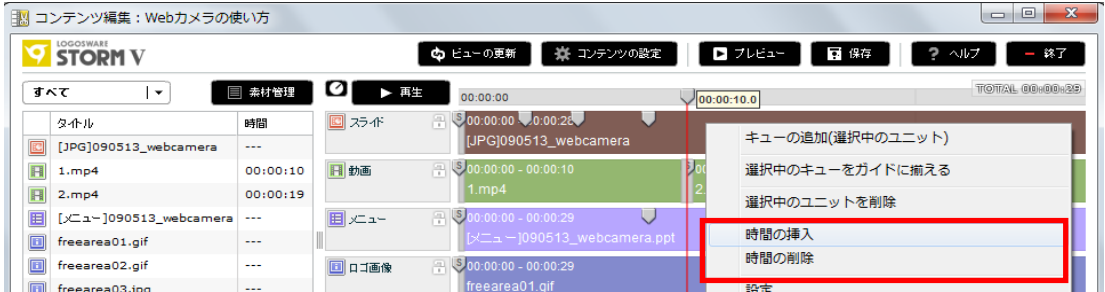 コンテンツ編集：Webカメラの使い方
LOGOSWARE
STORM V
ビューの更新 コンテンツの設定 プレビュー 保存 ? ヘルプ 終了
すべて 素材管理 再生 00:00:00 00:00:10.0 TOTAL 00:00:29
タイトル 時間
[JPG]090513_webcamera ---
1.mp4 00:00:10
2.mp4 00:00:19
[メニュー]090513_webcamera ---
freearea01.gif ---
freearea02.gif ---
freearea03.jpg ---
スライド S 00:00:00
[JPG]090513_webcamera
動画 S 00:00:00 - 00:00:10
1.mp4
2.
メニュー S 00:00:00 - 00:00:29
[メニュー]090513_webcamera.ppt
ロゴ画像 S 00:00:00 - 00:00:29
freearea01.gif
キューの追加(選択中のユニット)
選択中のキューをガイドに揃える
選択中のユニットを削除
時間の挿入
時間の削除
設定